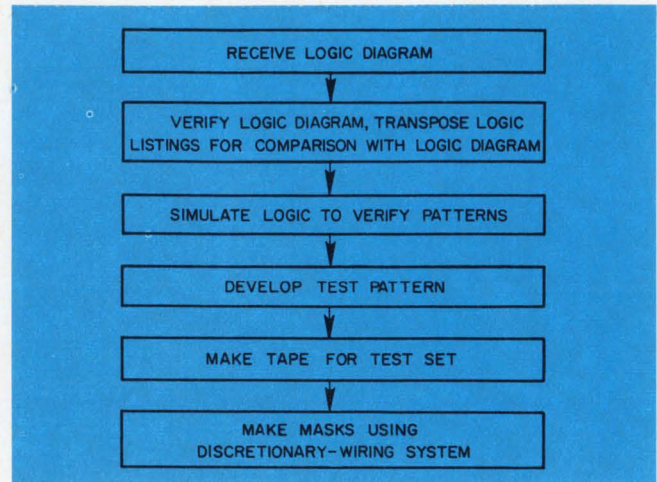 RECEIVE LOGIC DIAGRAM
VERIFY LOGIC DIAGRAM, TRANSPOSE LOGIC
LISTINGS FOR COMPARISON WITH LOGIC DIAGRAM
SIMULATE LOGIC TO VERIFY PATTERNS
DEVELOP TEST PATTERN
MAKE TAPE FOR TEST SET
MAKE MASKS USING
DISCRETIONARY-WIRING SYSTEM